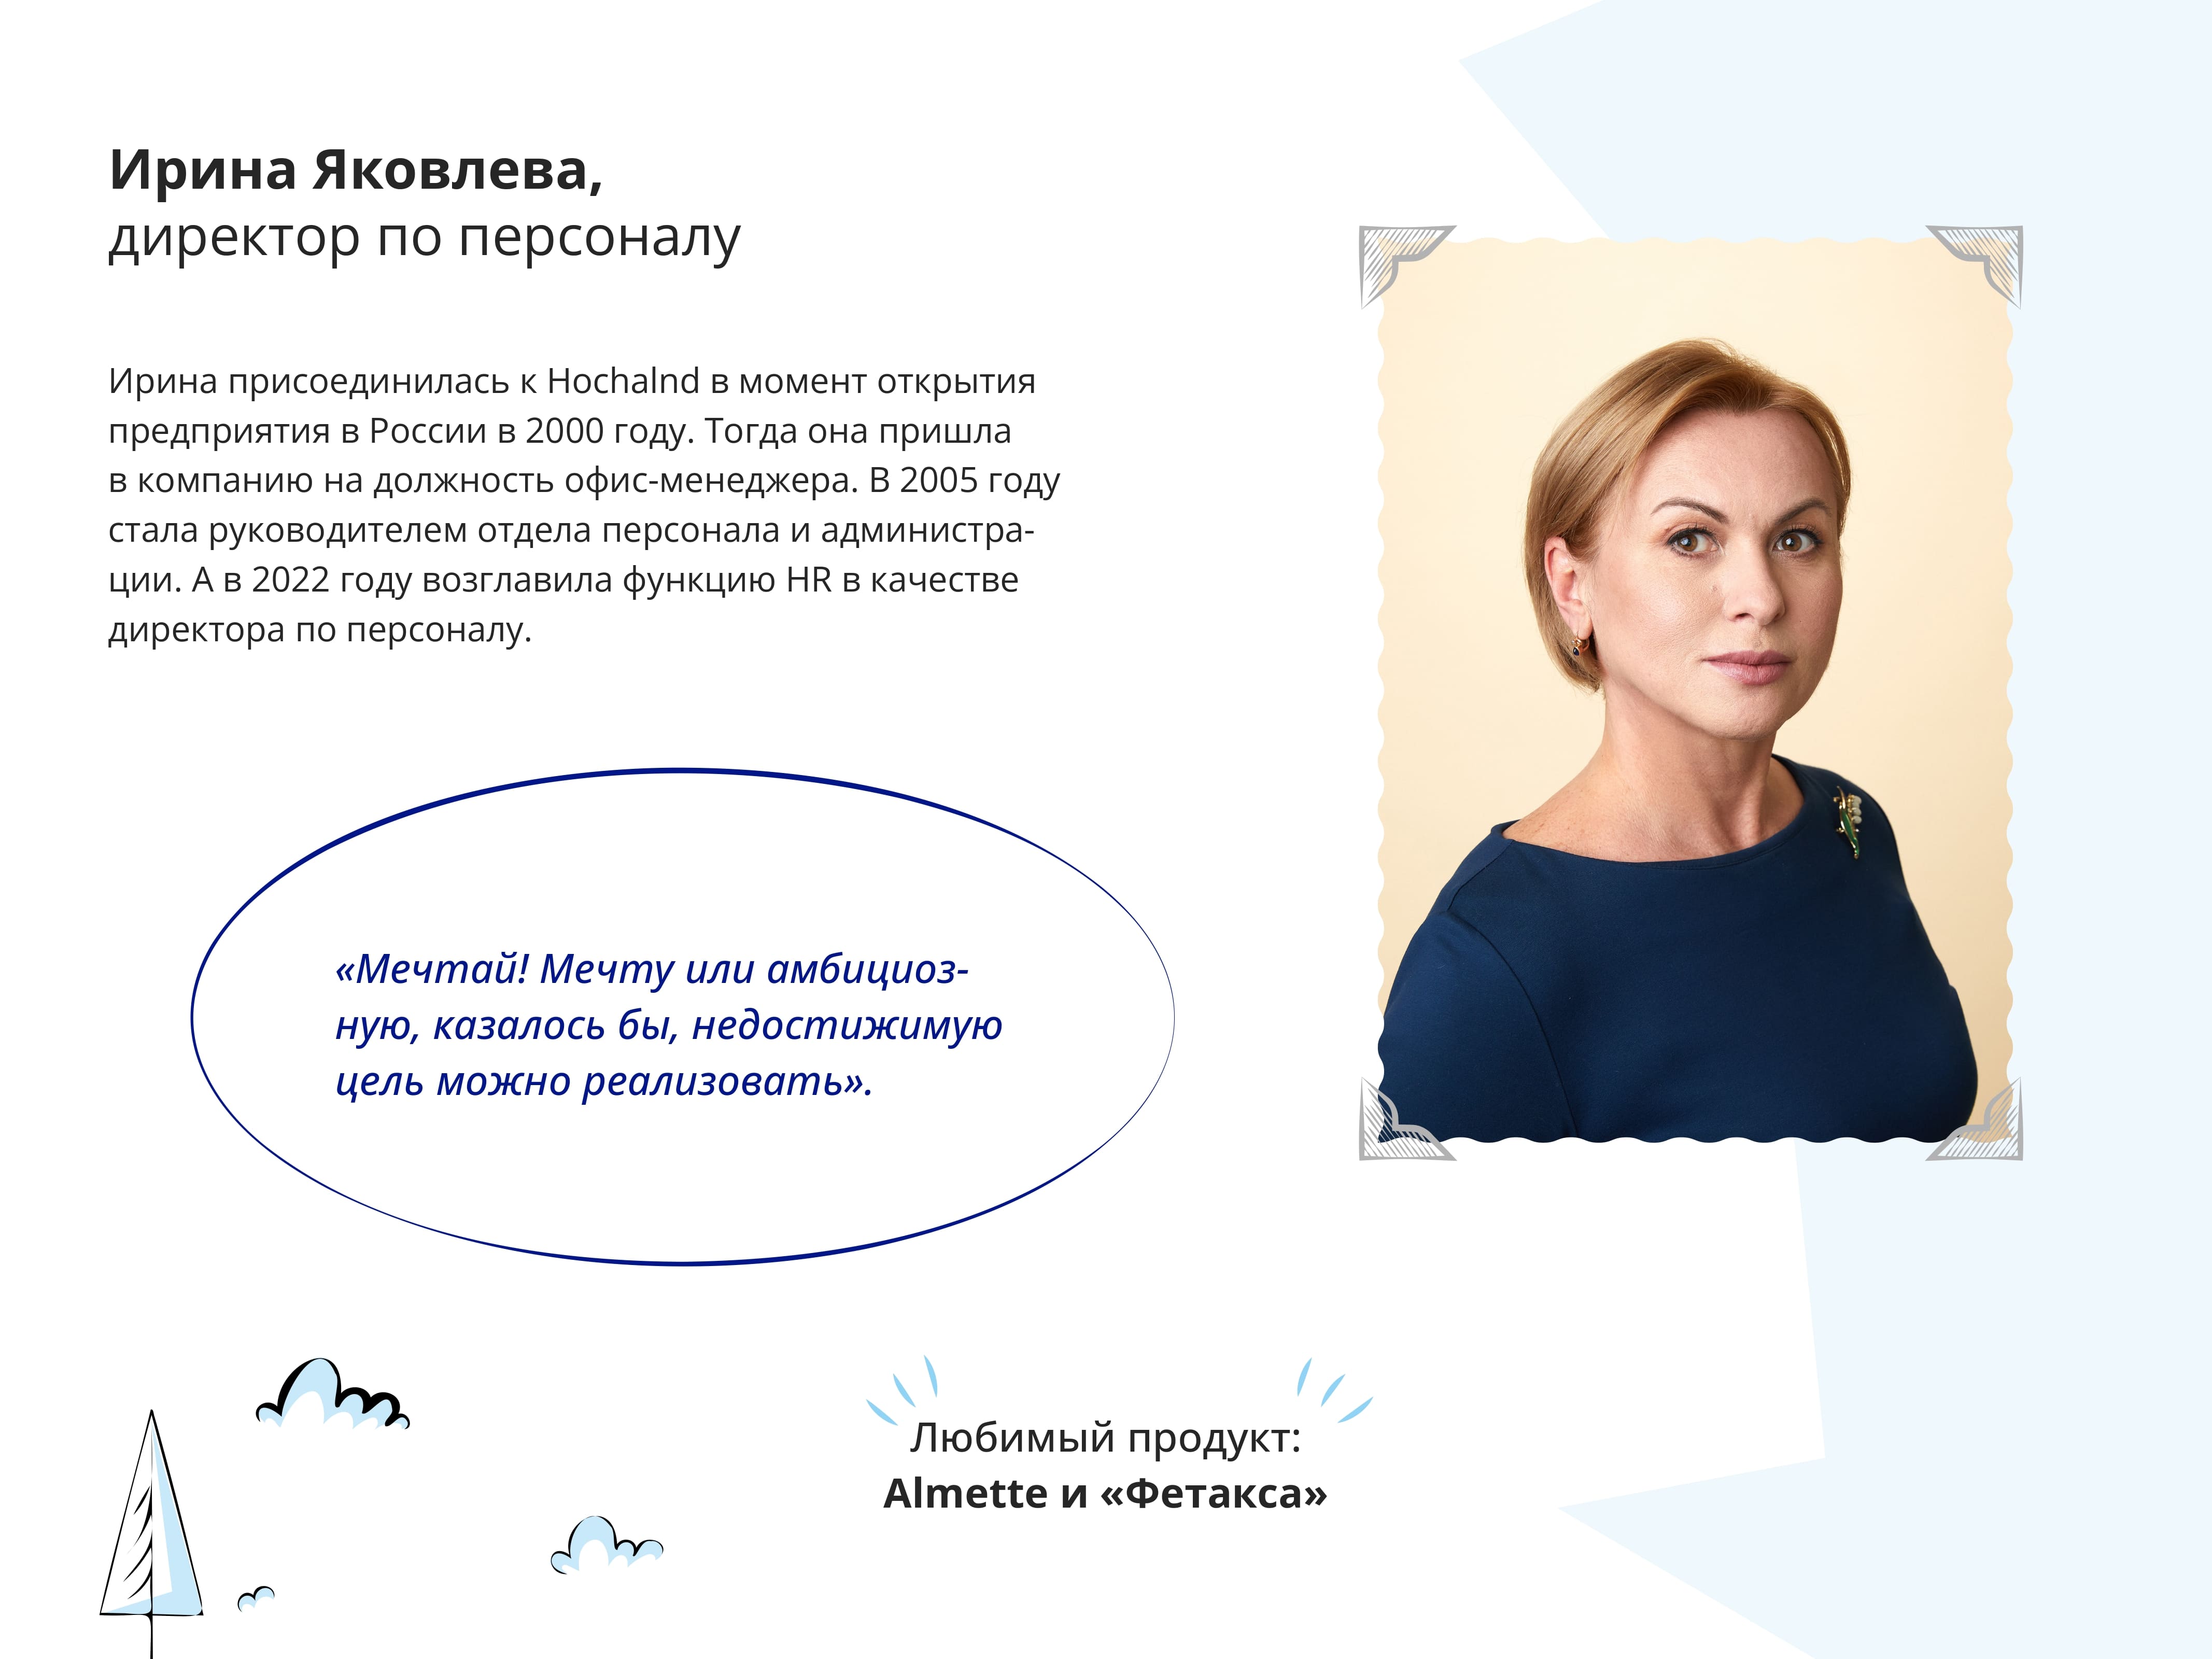 Ирина Яковлева,
директор по персоналу
Ирина присоединилась к Hochalnd в момент открытия
предприятия в России в 2000 году. Тогда она пришла
в компанию на должность офис-менеджера. В 2005 году
стала руководителем отдела персонала и администра-
ции. А в 2022 году возглавила функцию HR в качестве
директора по персоналу.
«Мечтай! Мечту или амбициоз-
ную, казалось бы, недостижимую
цель можно реализовать».
Любимый продукт:
Almette и «Фетакса»